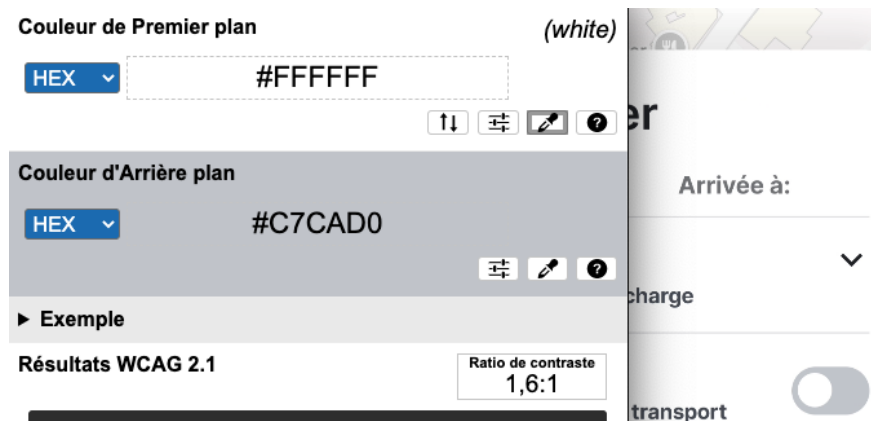 Couleur de Premier plan
(white)
HEX
#FFFFFF
Couleur d'Arrière plan
HEX
#C7CAD0
▶ Exemple
Résultats WCAG 2.1
Ratio de contraste
1,6:1
er
Arrivée à:
charge
transport